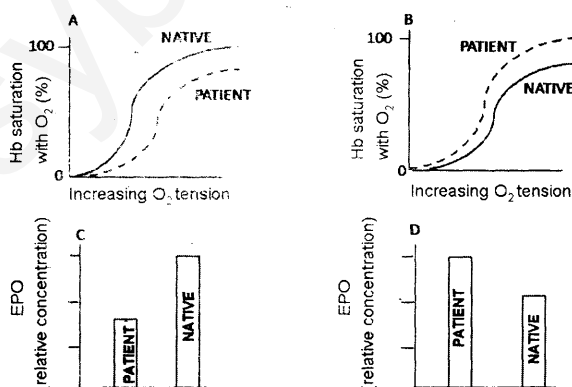 A
NATIVE
100
PATIENT
Hb saturation
with O₂ (%)
0
Increasing O₂ tension
B
100
PATIENT
NATIVE
Hb saturation
with O₂ (%)
0
Increasing O₂ tension
C
EPO
relative concentration)
PATIENT
NATIVE
D
EPO
relative concentration)
PATIENT
NATIVE